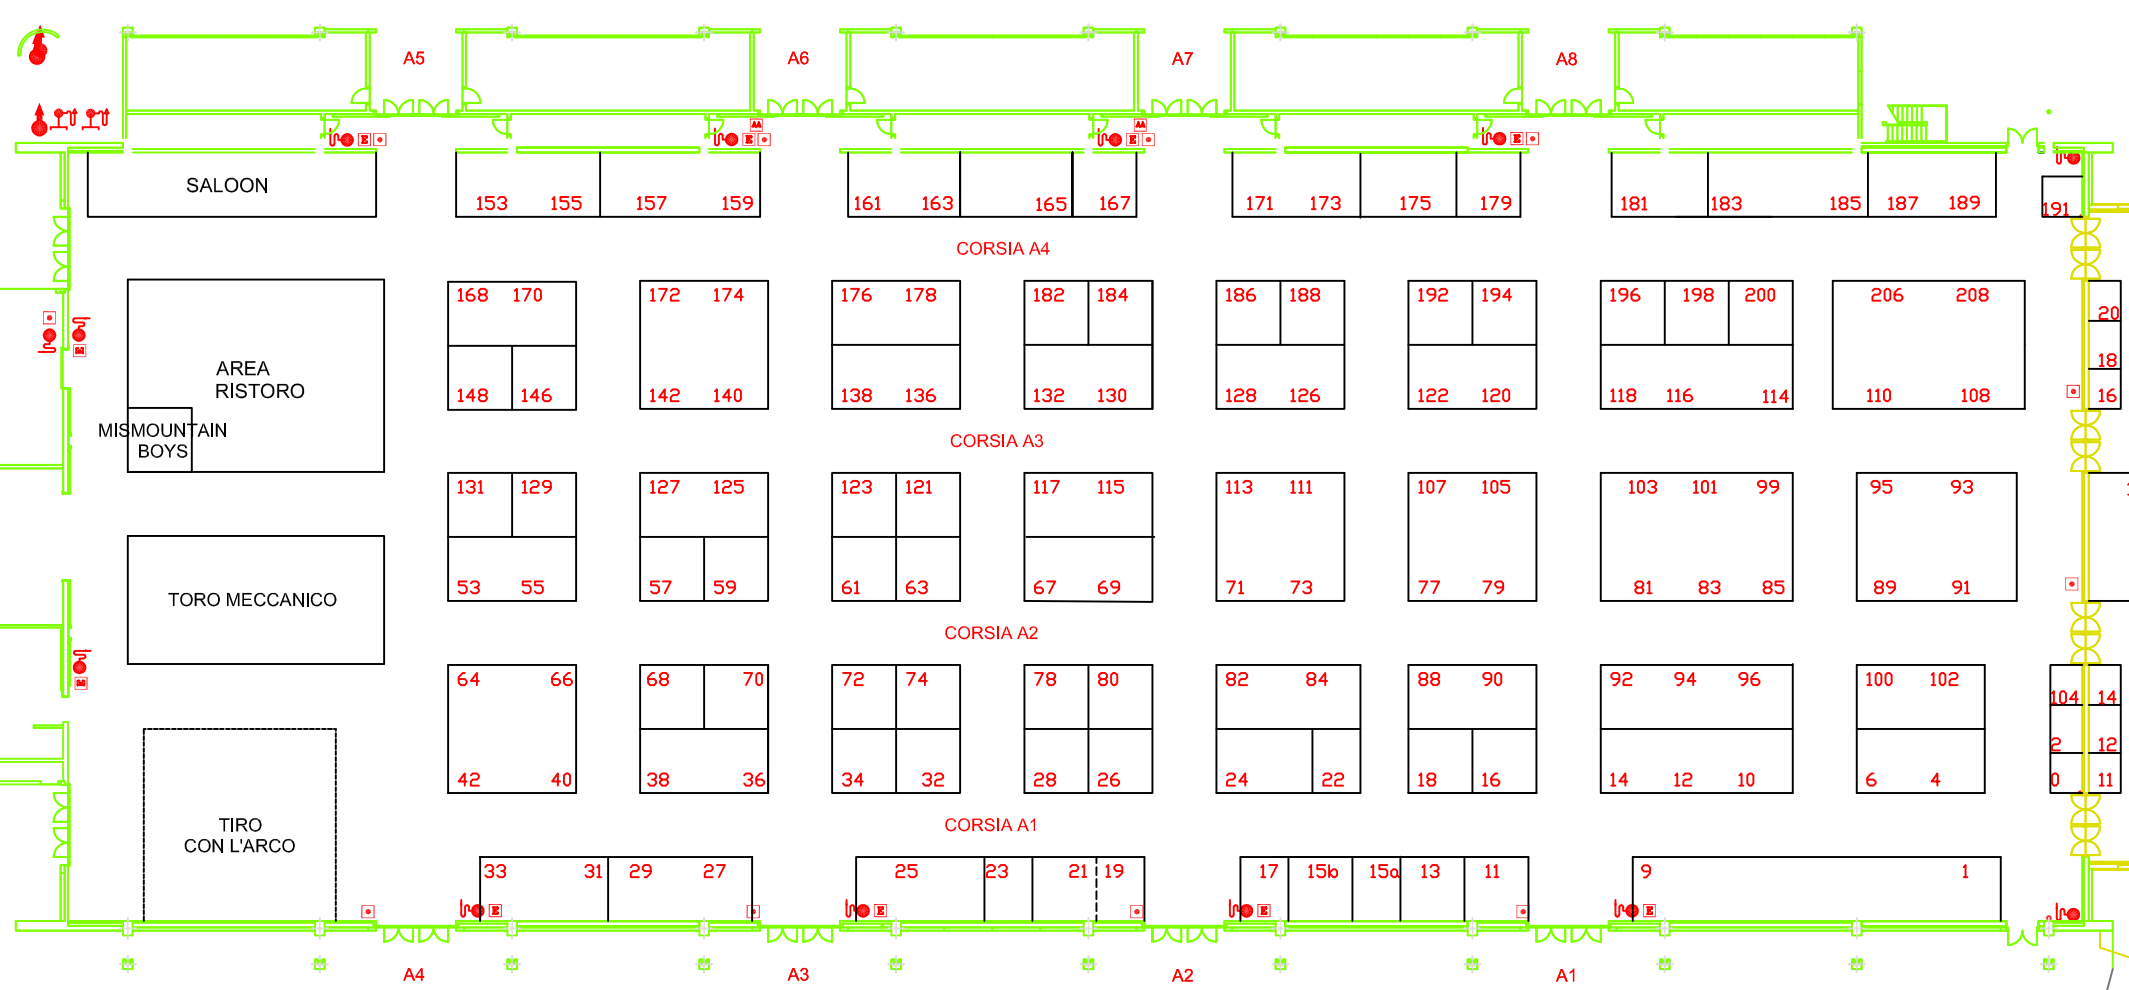 A5 A6 A7 A8
SALOON
153 155 157 159 161 163 165 167 171 173 175 179 181 183 185 187 189 191
CORSIA A4
168 170 172 174 176 178 182 184 186 188 192 194 196 198 200 206 208
20
18
AREA
RISTORO
148 146 142 140 138 136 132 130 128 126 122 120 118 116 114 110 108 16
MISMOUNTAIN
BOYS
CORSIA A3
131 129 127 125 123 121 117 115 113 111 107 105 103 101 99 95 93
53 55 57 59 61 63 67 69 71 73 77 79 81 83 85 89 91
TORO MECCANICO
CORSIA A2
64 66 68 70 72 74 78 80 82 84 88 90 92 94 96 100 102
104 14
2 12
42 40 38 36 34 32 28 26 24 22 18 16 14 12 10 6 4 0 11
TIRO
CON L'ARCO
CORSIA A1
33 31 29 27 25 23 21 19 17 15b 15a 13 11 9 1
A4 A3 A2 A1